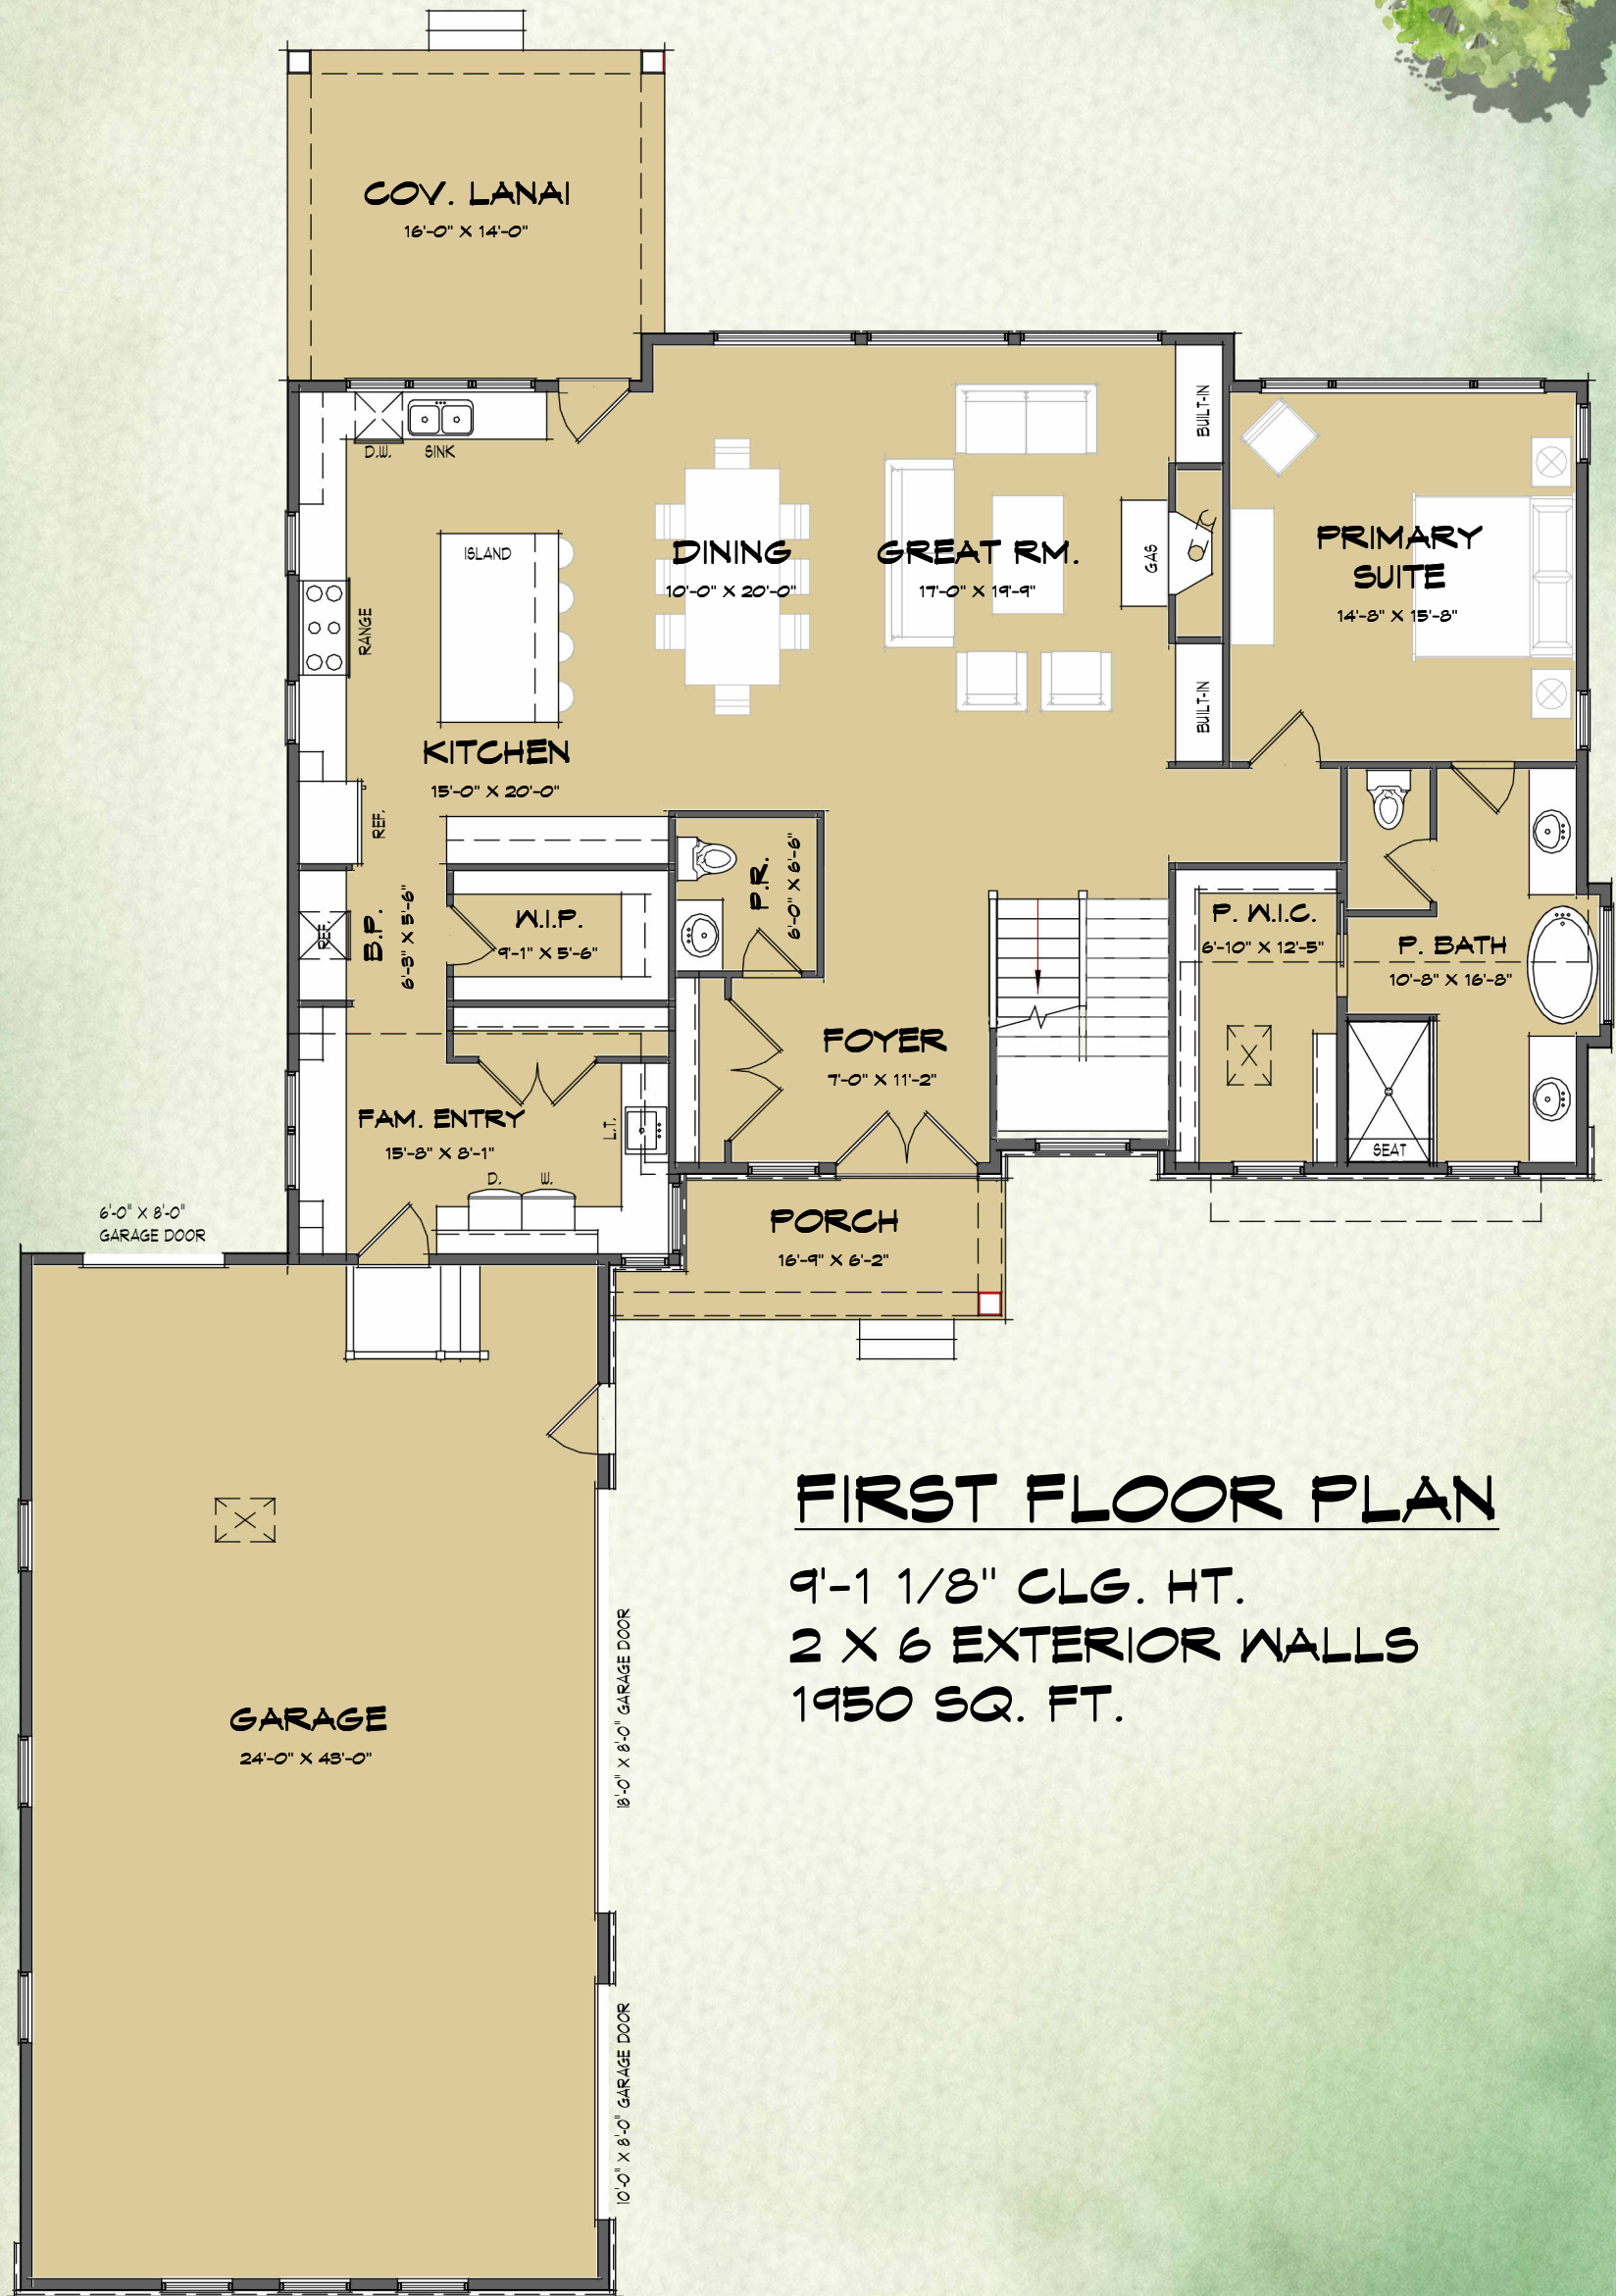 COV. LANAI
16'-0" X 14'-0"
BUILT-IN
D.W.
SINK
ISLAND
DINING
10'-0" X 20'-0"
GREAT RM.
17'-0" X 19'-9"
GAS
PRIMARY
SUITE
14'-8" X 15'-8"
RANGE
BUILT-IN
KITCHEN
15'-0" X 20'-0"
REF.
P.R.
6'-0" X 6'-6"
REF.
B.P.
6'-3" X 5'-6"
W.I.P.
9'-1" X 5'-6"
P. W.I.C.
6'-10" X 12'-5"
P. BATH
10'-8" X 16'-8"
FOYER
7'-0" X 11'-2"
FAM. ENTRY
15'-8" X 8'-1"
L.T.
SEAT
D.
W.
6'-0" X 8'-0"
GARAGE DOOR
PORCH
16'-9" X 6'-2"
FIRST FLOOR PLAN
9'-1 1/8" CLG. HT.
2 X 6 EXTERIOR WALLS
1950 SQ. FT.
18'-0" X 8'-0" GARAGE DOOR
GARAGE
24'-0" X 43'-0"
10'-0" X 8'-0" GARAGE DOOR